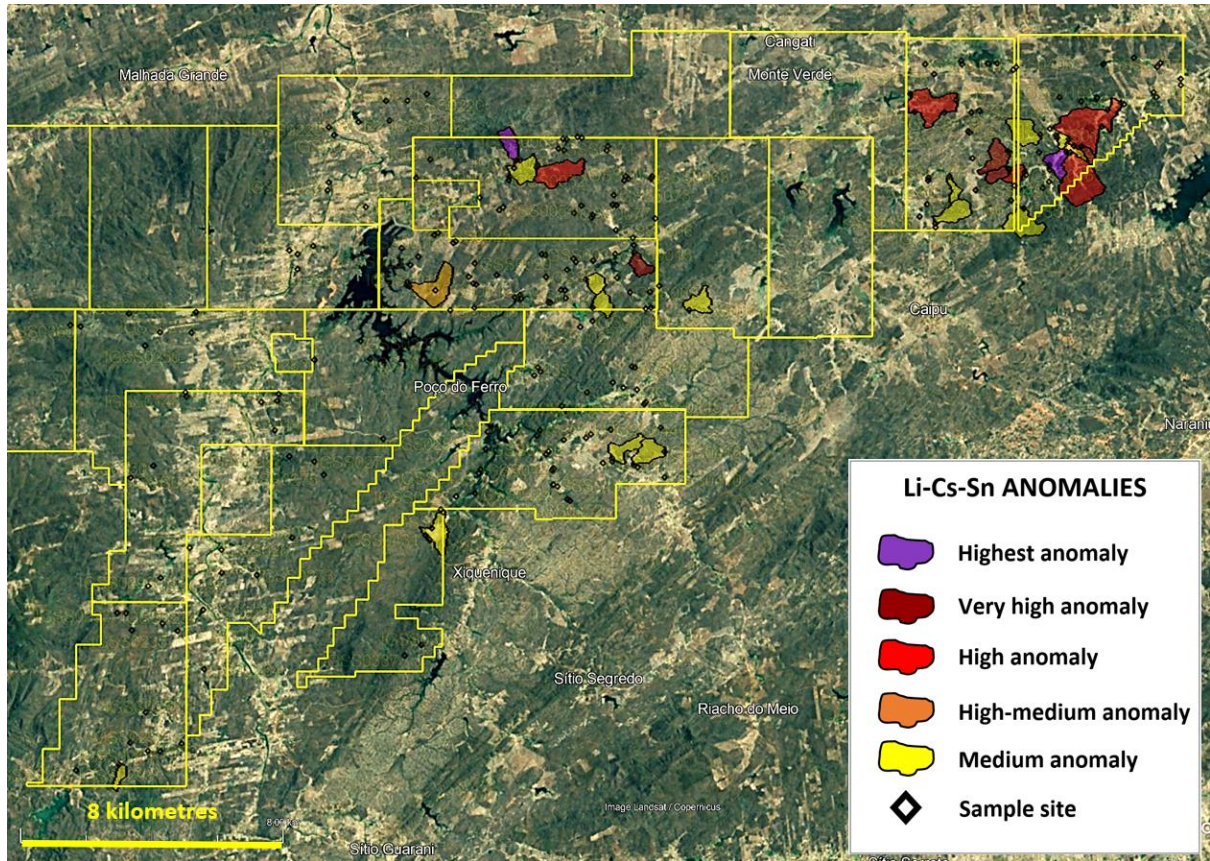 Cangati
Malhada Grande
Monte Verde
Caipu
Poço do Ferro
Xiquenique
Sítio Segredo
Riacho do Meio
Image Landsat / Copernicus
8 kilometres
Sítio Guarani
Li-Cs-Sn ANOMALIES
Highest anomaly
Very high anomaly
High anomaly
High-medium anomaly
Medium anomaly
Sample site